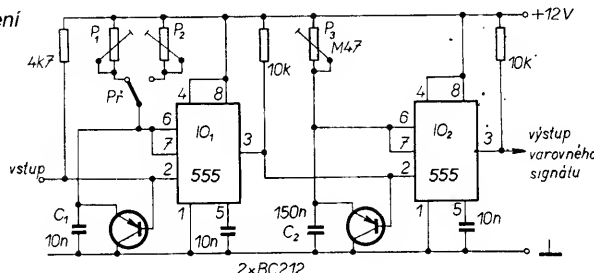 ení
+12V
P1
P2
P3
M47
4k7
10k
10k
Př
4
8
4
8
6
IO1
3
6
IO2
3
7
7
výstup
varovného
signálu
vstup
2
555
2
555
1
5
1
5
C1
10n
10n
150n
C2
10n
2×BC212